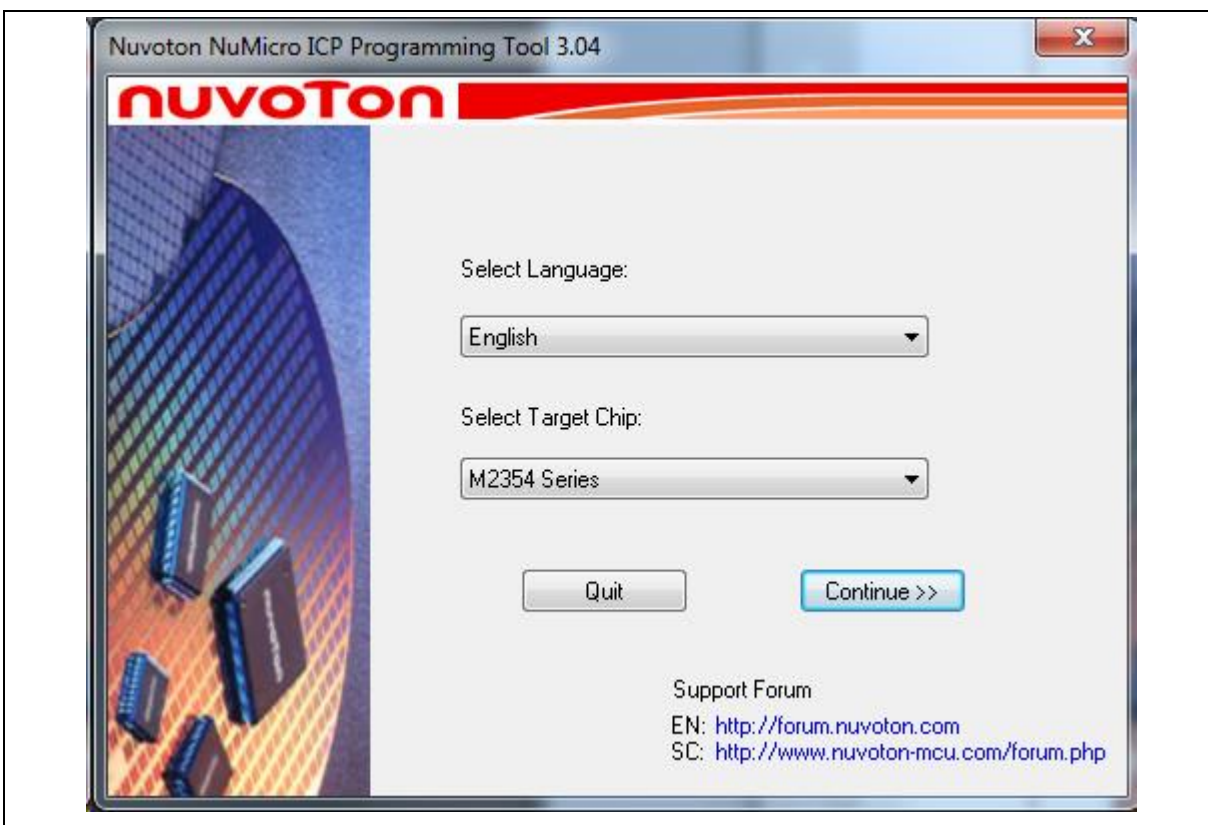 Nuvoton NuMicro ICP Programming Tool 3.04
nuvoTon
Select Language:
English
Select Target Chip:
M2354 Series
Quit
Continue >>
nuvoTon
Support Forum
EN: http://forum.nuvoton.com
SC: http://www.nuvoton-mcu.com/forum.php